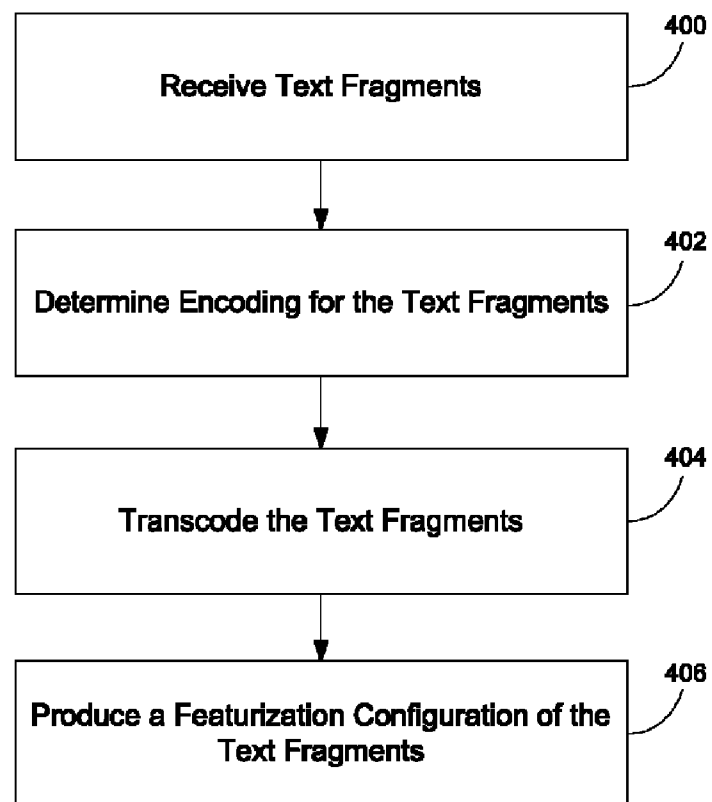 400
Receive Text Fragments
402
Determine Encoding for the Text Fragments
404
Transcode the Text Fragments
406
Produce a Featurization Configuration of the
Text Fragments